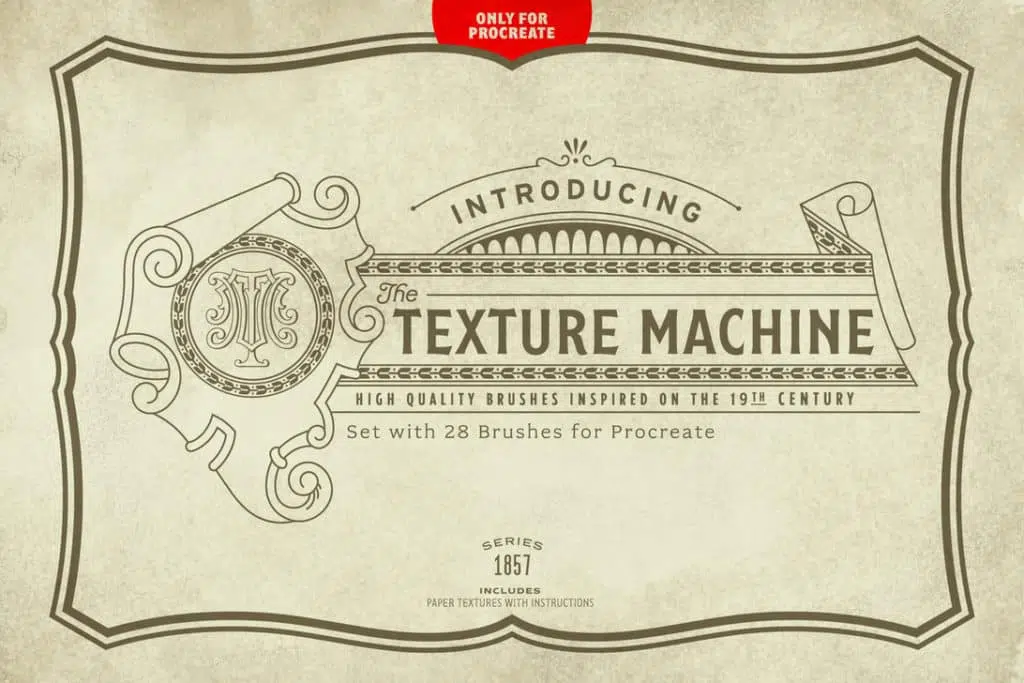 ONLY FOR
PROCREATE
INTRODUCING
The
TEXTURE MACHINE
HIGH QUALITY BRUSHES INSPIRED ON THE 19TH CENTURY
Set with 28 Brushes for Procreate
SERIES
1857
INCLUDES
PAPER TEXTURES WITH INSTRUCTIONS